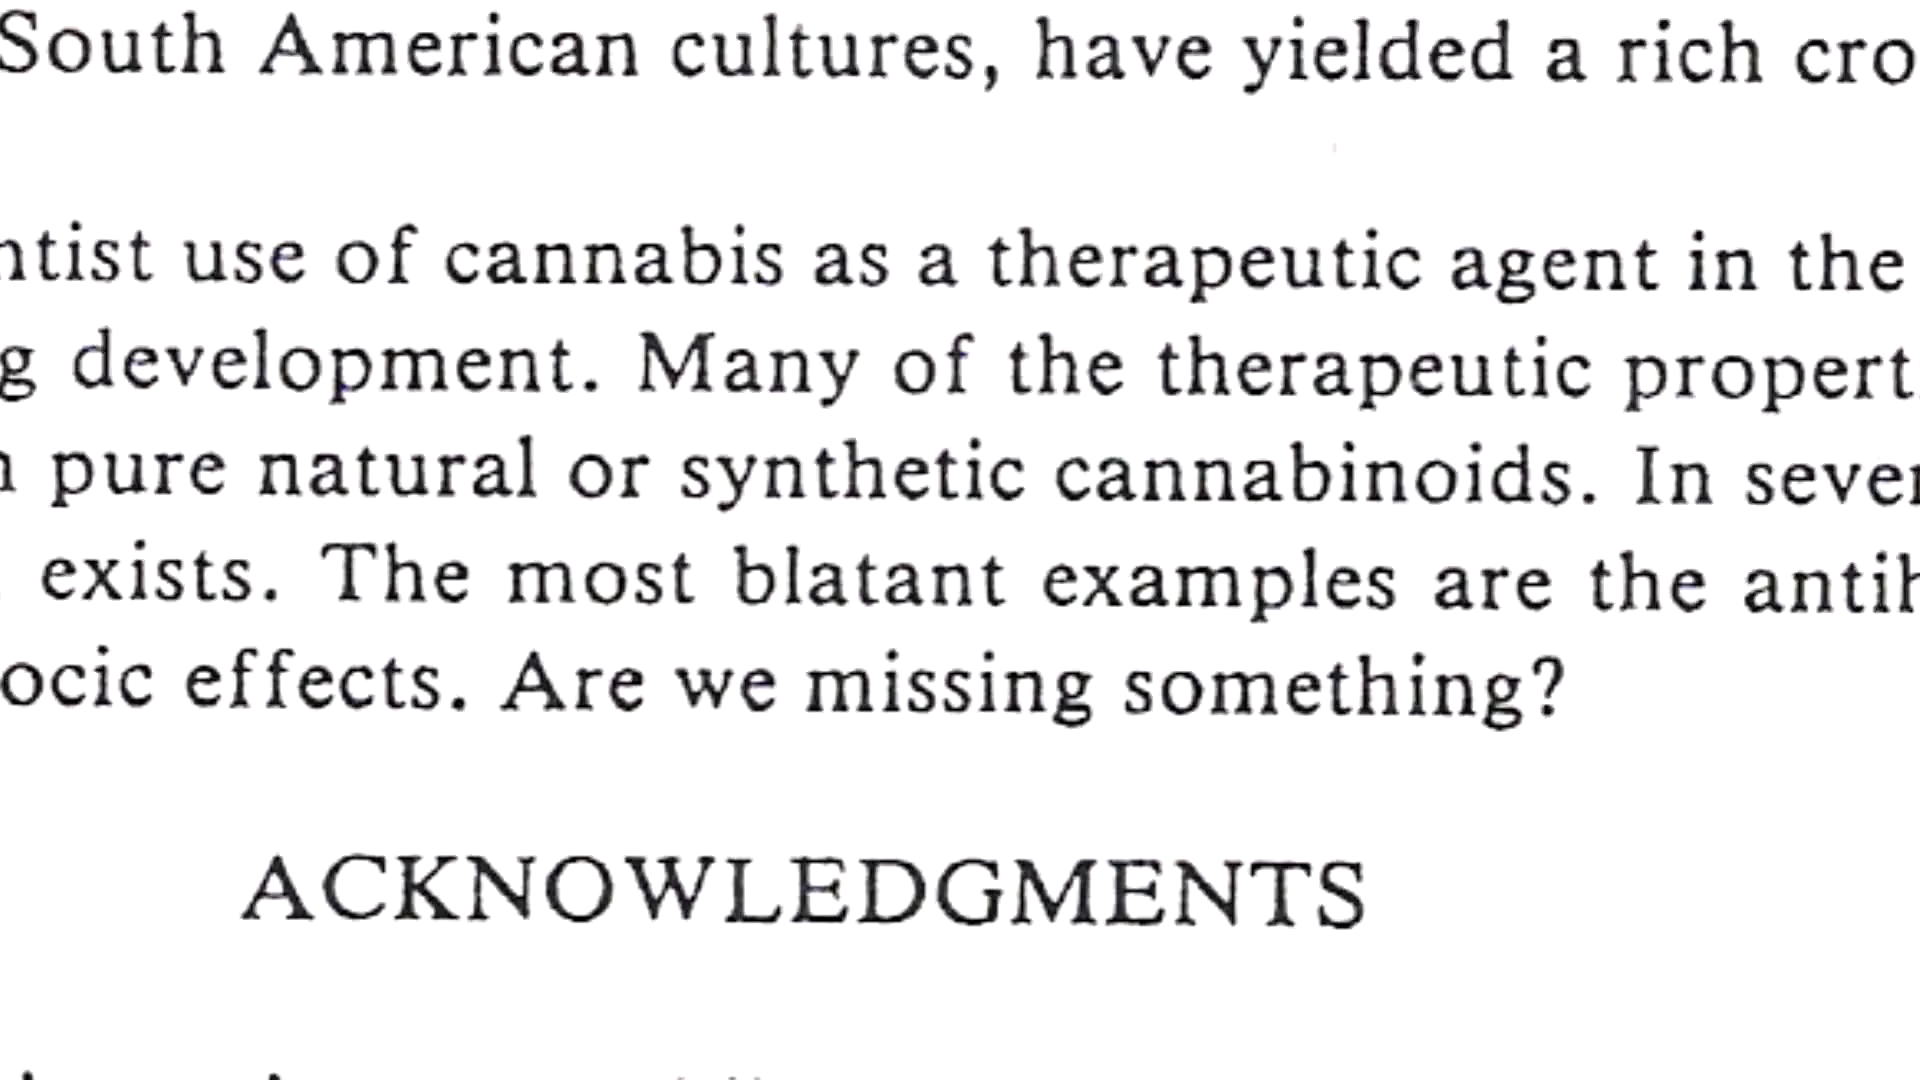 South American cultures, have yielded a rich cro
ntist use of cannabis as a therapeutic agent in the
g development. Many of the therapeutic propert
pure natural or synthetic cannabinoids. In sever
exists. The most blatant examples are the antih
ocic effects. Are we missing something?
ACKNOWLEDGMENTS